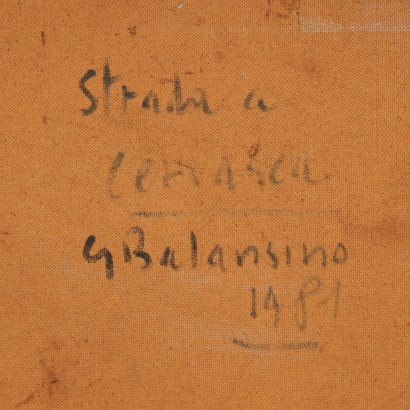 Strada a
Cervasca
G Balansino
1981